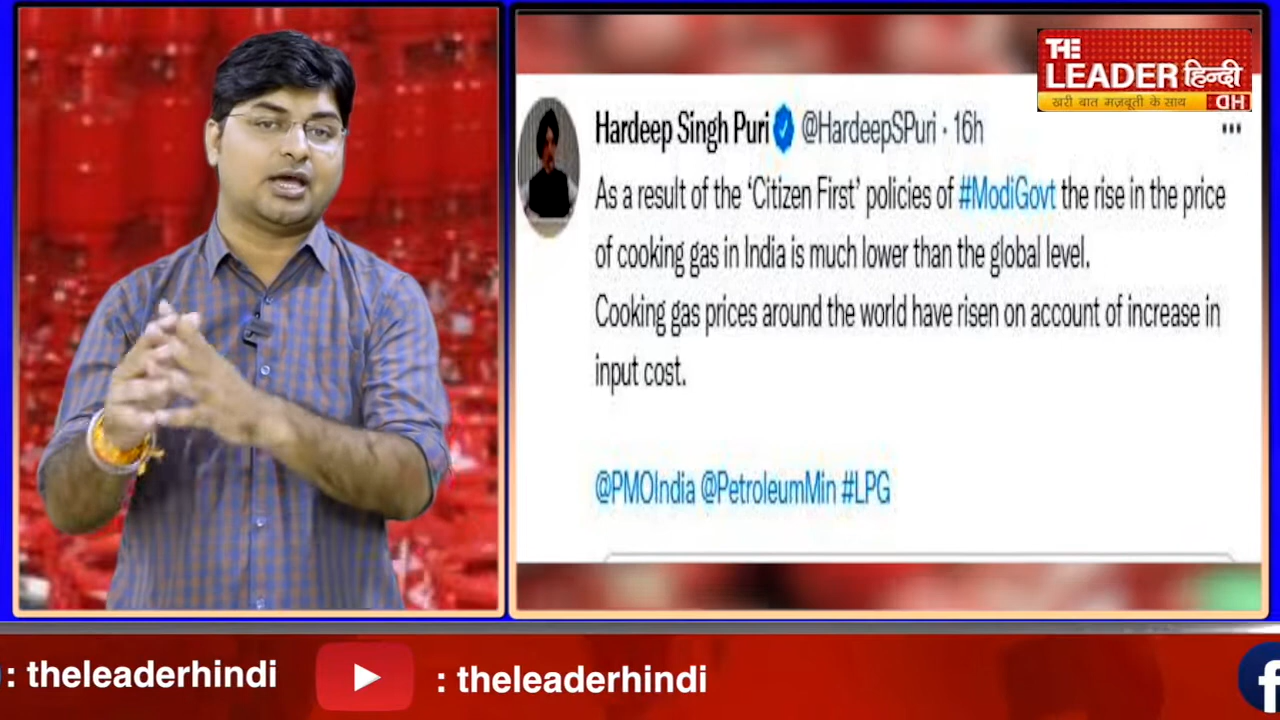 THE
LEADER हिन्दी
खरी बात मज़बूती के साथ HD
Hardeep Singh Puri @HardeepSPuri · 16h
As a result of the ‘Citizen First’ policies of #ModiGovt the rise in the price
of cooking gas in India is much lower than the global level.
Cooking gas prices around the world have risen on account of increase in
input cost.
@PMOIndia @PetroleumMin #LPG
: theleaderhindi : theleaderhindi